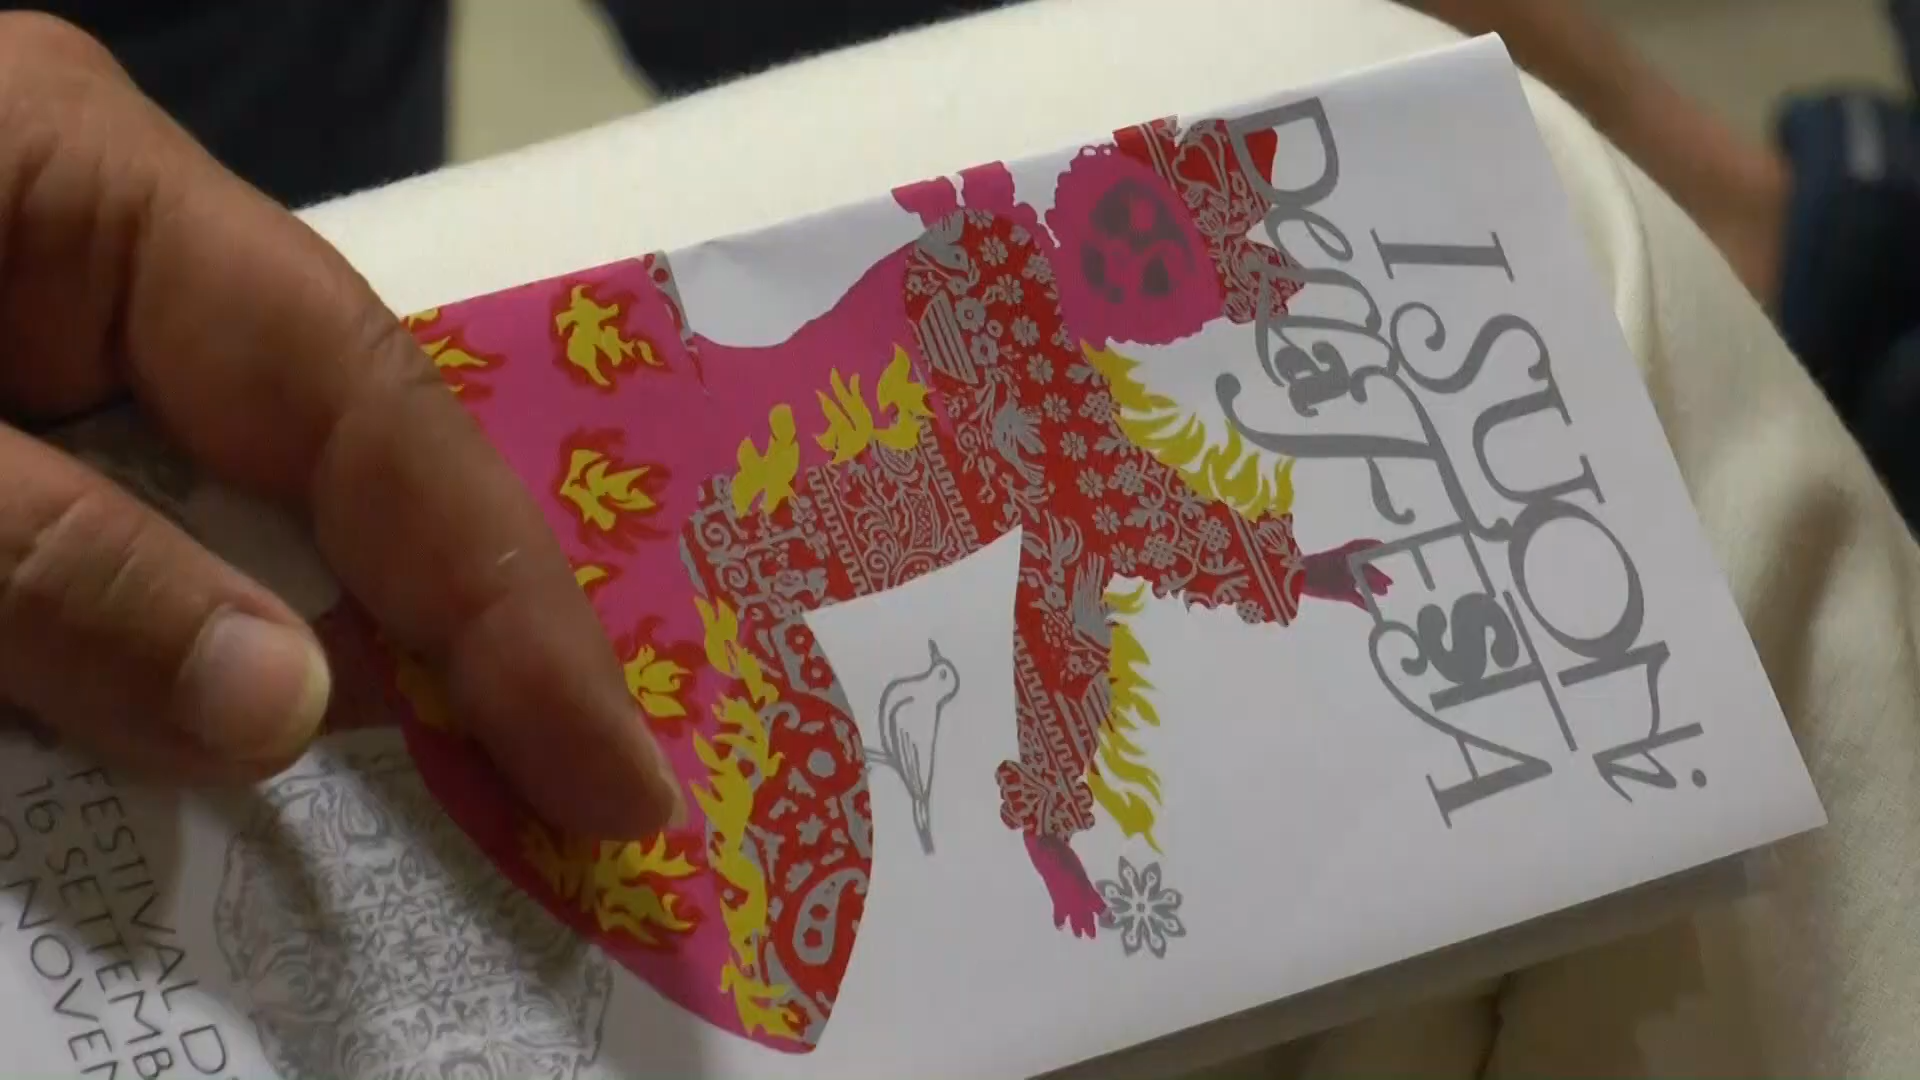 I SUONi
Della FEStA
FESTIVAL D
16 SETTEMB
NOVEM